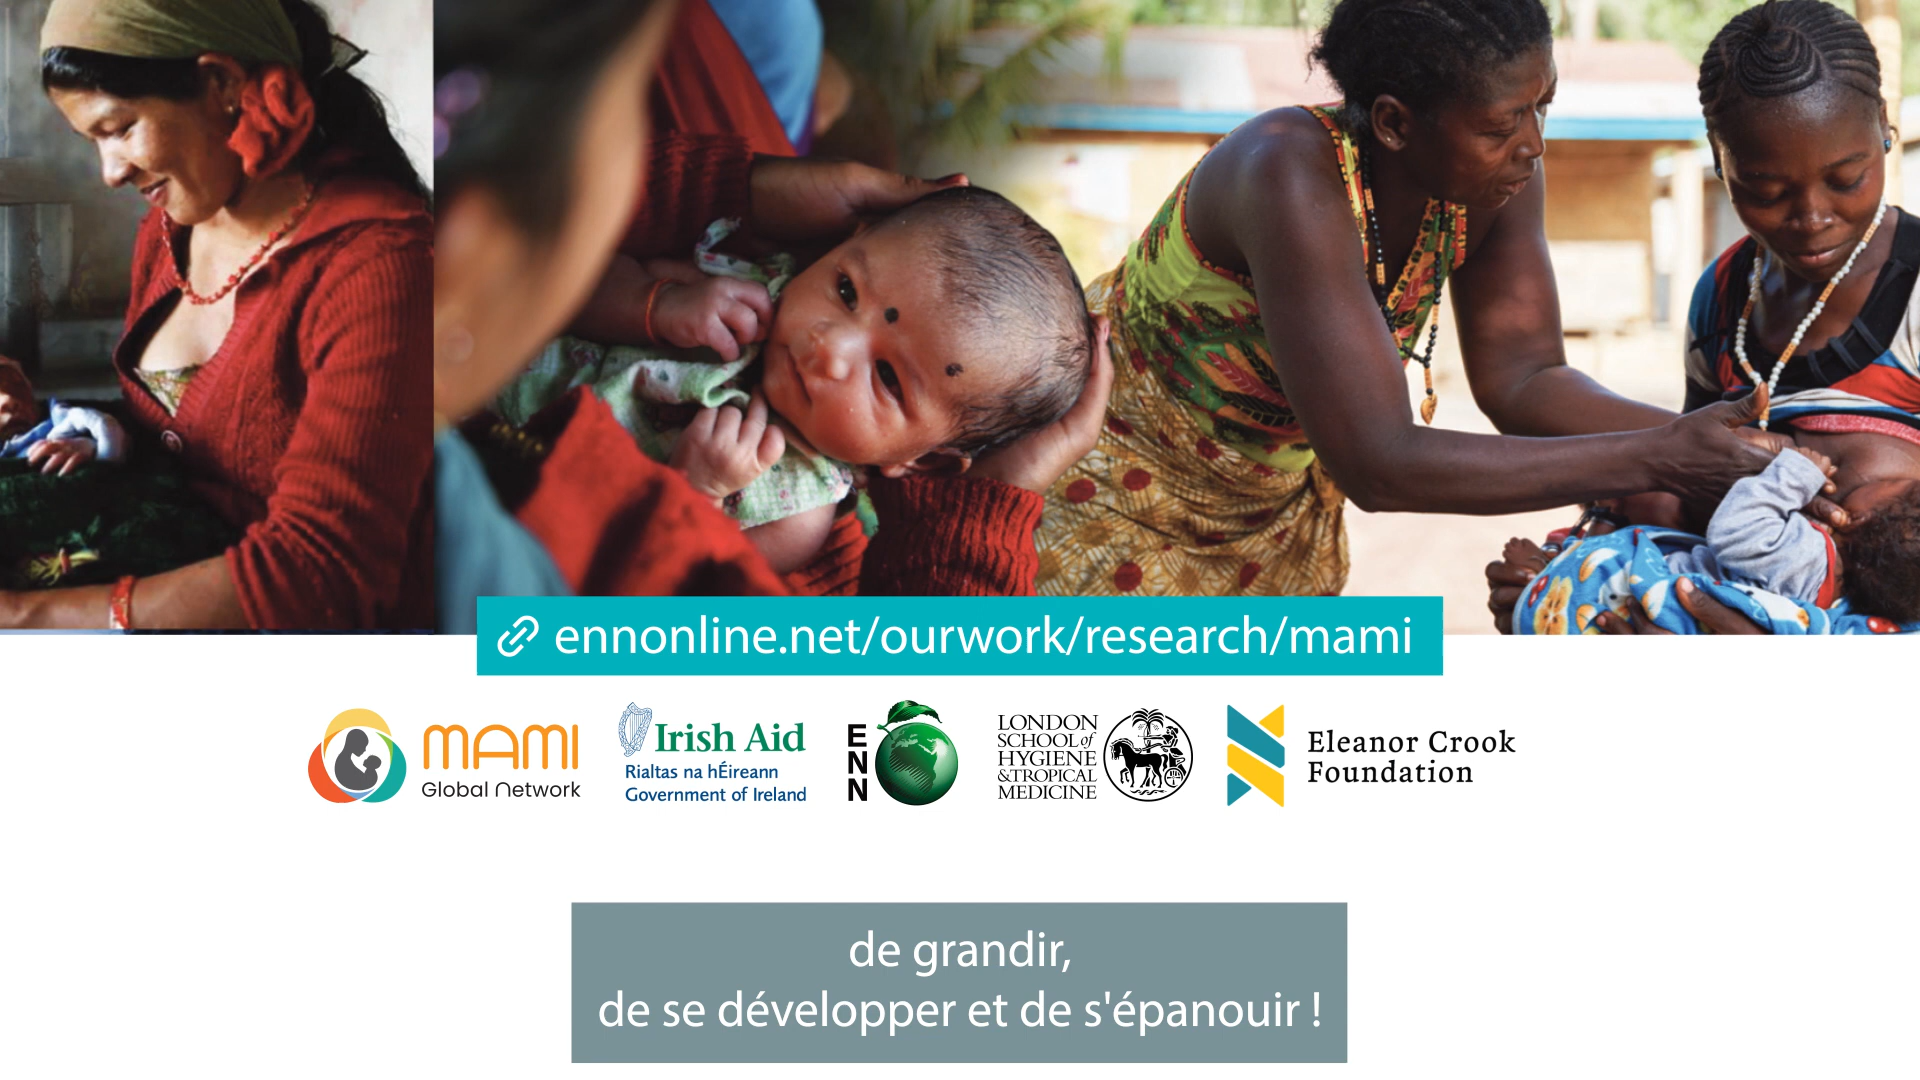 ennonline.net/ourwork/research/mami
MAMI
Global Network
Irish Aid
Rialtas na hÉireann
Government of Ireland
ENN
LONDON
SCHOOL of
HYGIENE
& TROPICAL
MEDICINE
Eleanor Crook
Foundation
de grandir,
de se développer et de s'épanouir !